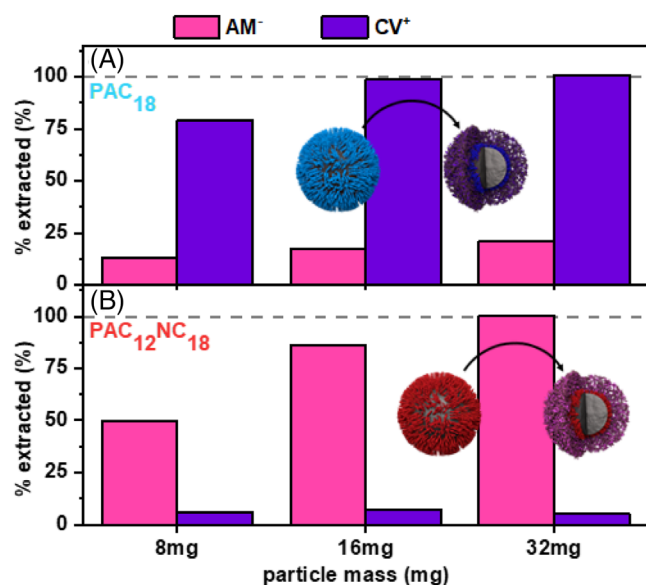 AM⁻ CV⁺
(A)
PAC₁₈
100
75
50
25
0
% extracted (%)
(B)
PAC₁₂NC₁₈
100
75
50
25
0
% extracted (%)
8mg 16mg 32mg
particle mass (mg)